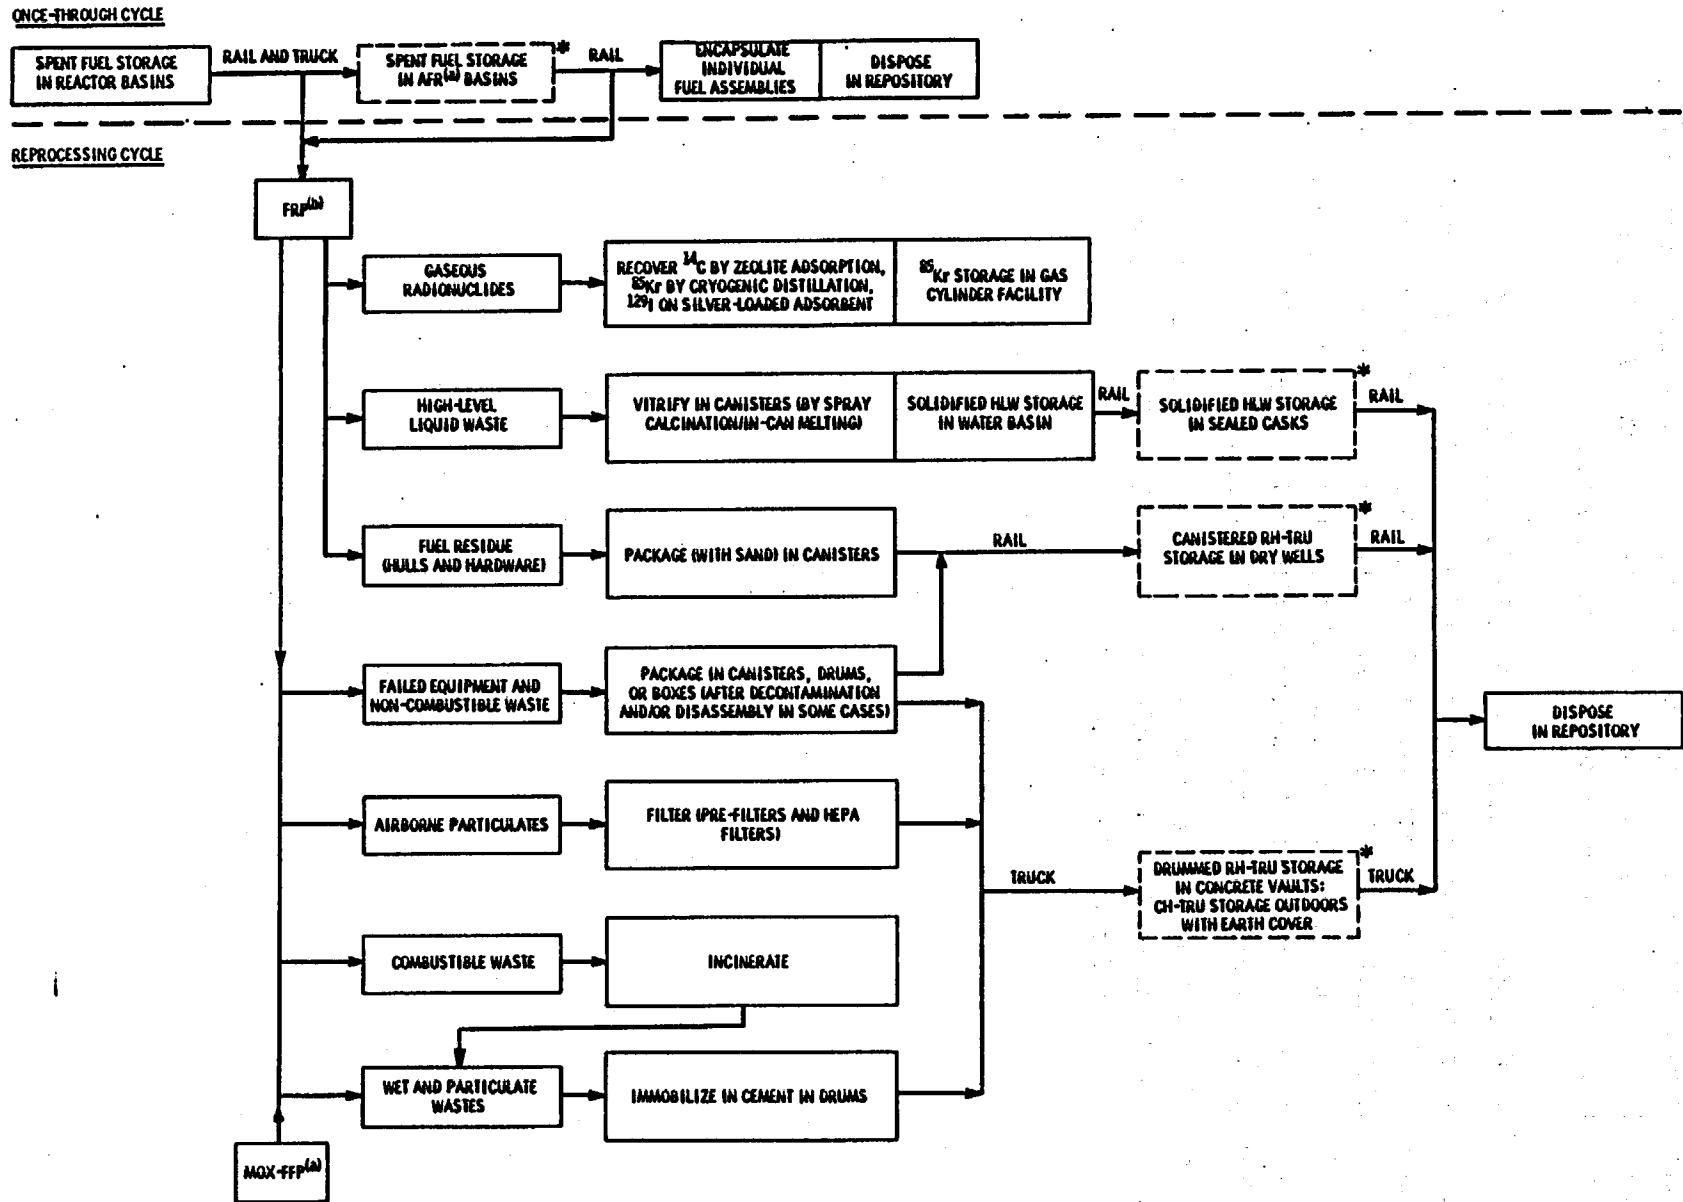 ONCE-THROUGH CYCLE
SPENT FUEL STORAGE
IN REACTOR BASINS
RAIL AND TRUCK
SPENT FUEL STORAGE
IN AFR(a) BASINS
*
RAIL
ENCAPSULATE
INDIVIDUAL
FUEL ASSEMBLIES
DISPOSE
IN REPOSITORY
REPROCESSING CYCLE
FRP(b)
GASEOUS
RADIONUCLIDES
RECOVER 14C BY ZEOLITE ADSORPTION,
85Kr BY CRYOGENIC DISTILLATION,
129I ON SILVER-LOADED ADSORBENT
85Kr STORAGE IN GAS
CYLINDER FACILITY
HIGH-LEVEL
LIQUID WASTE
VITRIFY IN CANISTERS (BY SPRAY
CALCINATION/IN-CAN MELTING)
SOLIDIFIED HLW STORAGE
IN WATER BASIN
RAIL
SOLIDIFIED HLW STORAGE
IN SEALED CASKS
*
RAIL
FUEL RESIDUE
(HULLS AND HARDWARE)
PACKAGE (WITH SAND) IN CANISTERS
RAIL
CANISTERED RH-TRU
STORAGE IN DRY WELLS
*
RAIL
FAILED EQUIPMENT AND
NON-COMBUSTIBLE WASTE
PACKAGE IN CANISTERS, DRUMS,
OR BOXES (AFTER DECONTAMINATION
AND/OR DISASSEMBLY IN SOME CASES)
DISPOSE
IN REPOSITORY
AIRBORNE PARTICULATES
FILTER (PRE-FILTERS AND HEPA
FILTERS)
TRUCK
DRUMMED RH-TRU STORAGE
IN CONCRETE VAULTS:
CH-TRU STORAGE OUTDOORS
WITH EARTH COVER
*
TRUCK
COMBUSTIBLE WASTE
INCINERATE
WET AND PARTICULATE
WASTES
IMMOBILIZE IN CEMENT IN DRUMS
MOX-FFP(a)